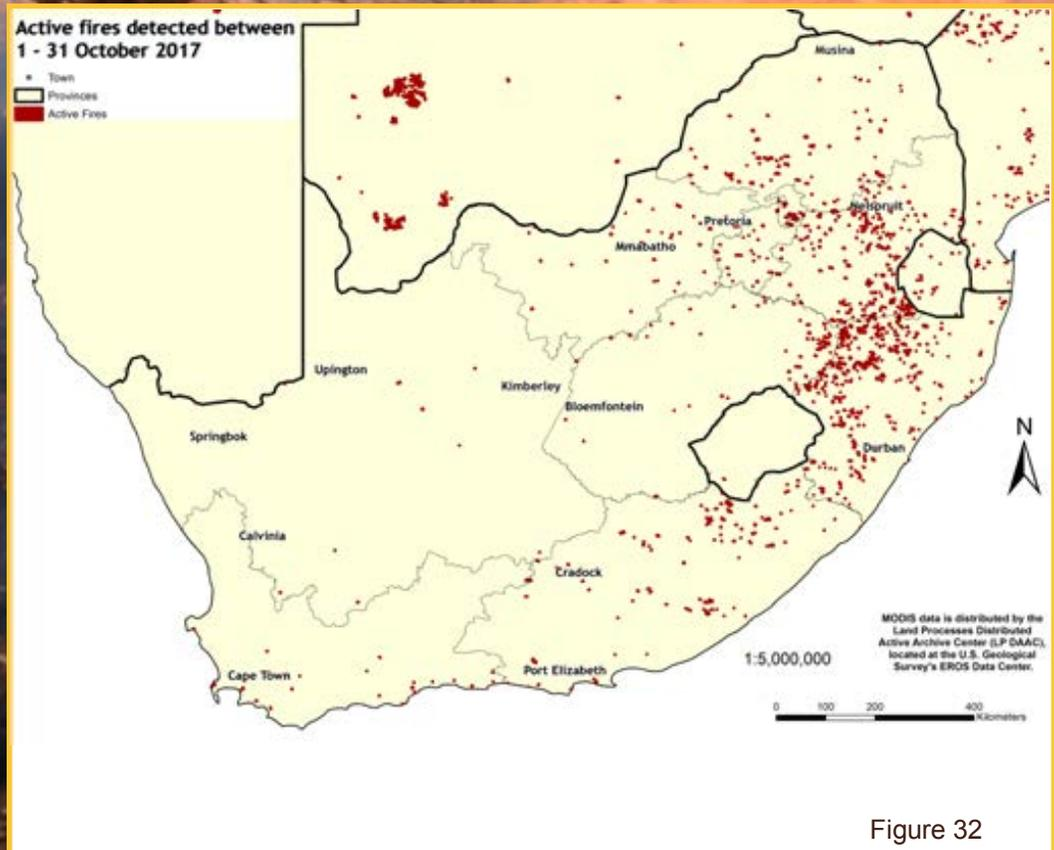 Active fires detected between
1 - 31 October 2017
Town
Provinces
Active Fires
Musina
Nelspruit
Pretoria
Mmabatho
Upington
Kimberley
Bloemfontein
Springbok
Durban
N
Calvinia
Cradock
MODIS data is distributed by the
Land Processes Distributed
Active Archive Center (LP DAAC),
located at the U.S. Geological
Survey's EROS Data Center.
1:5,000,000
Port Elizabeth
Cape Town
0 100 200 400
Kilometers
Figure 32